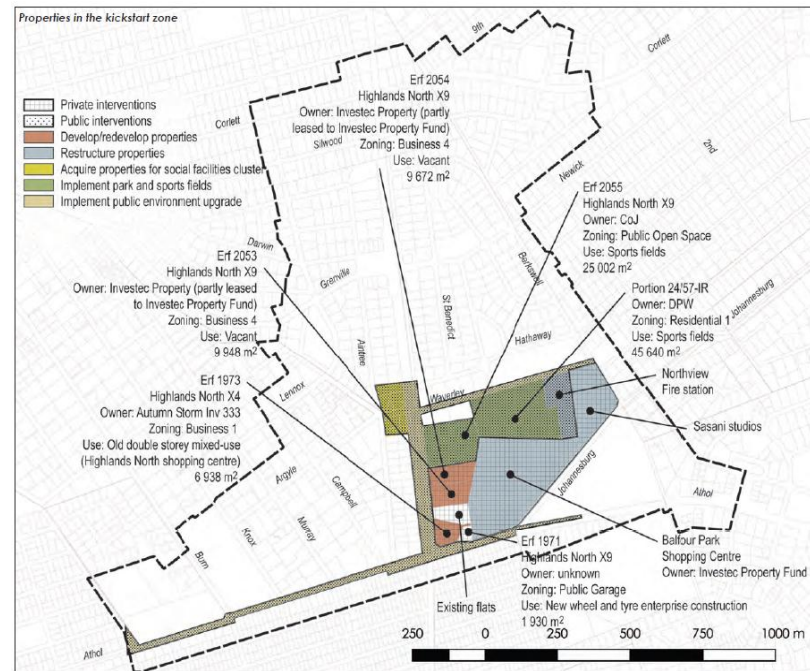 Properties in the kickstart zone
9th
Corlett
Private interventions
Public interventions
Develop/redevelop properties
Restructure properties
Acquire properties for social facilities cluster
Implement park and sports fields
Implement public environment upgrade
Corlett
Silwood
2nd
Newick
Erf 2054
Highlands North X9
Owner: Investec Property (partly
leased to Investec Property Fund)
Zoning: Business 4
Use: Vacant
9 672 m²
Erf 2055
Highlands North X9
Owner: CoJ
Zoning: Public Open Space
Use: Sports fields
25 002 m²
Darwin
Erf 2053
Highlands North X9
Owner: Investec Property (partly leased
to Investec Property Fund)
Zoning: Business 4
Use: Vacant
9 948 m²
Grenville
St Benedict
Berkswell
Hathaway
Johannesburg
Aintree
Portion 24/57-IR
Owner: DPW
Zoning: Residential 1
Use: Sports fields
45 640 m²
Erf 1973
Highlands North X4
Owner: Autumn Storm Inv 333
Zoning: Business 1
Use: Old double storey mixed-use
(Highlands North shopping centre)
6 938 m²
Lennox
Waverley
Northview
Fire station
Sasani studios
Argyle
Campbell
Murray
Knox
Burn
Johannesburg
Athol
Existing flats
Erf 1971
Highlands North X9
Owner: unknown
Zoning: Public Garage
Use: New wheel and tyre enterprise construction
1 930 m²
Balfour Park
Shopping Centre
Owner: Investec Property Fund
Athol
250 0 250 500 750 1000 m